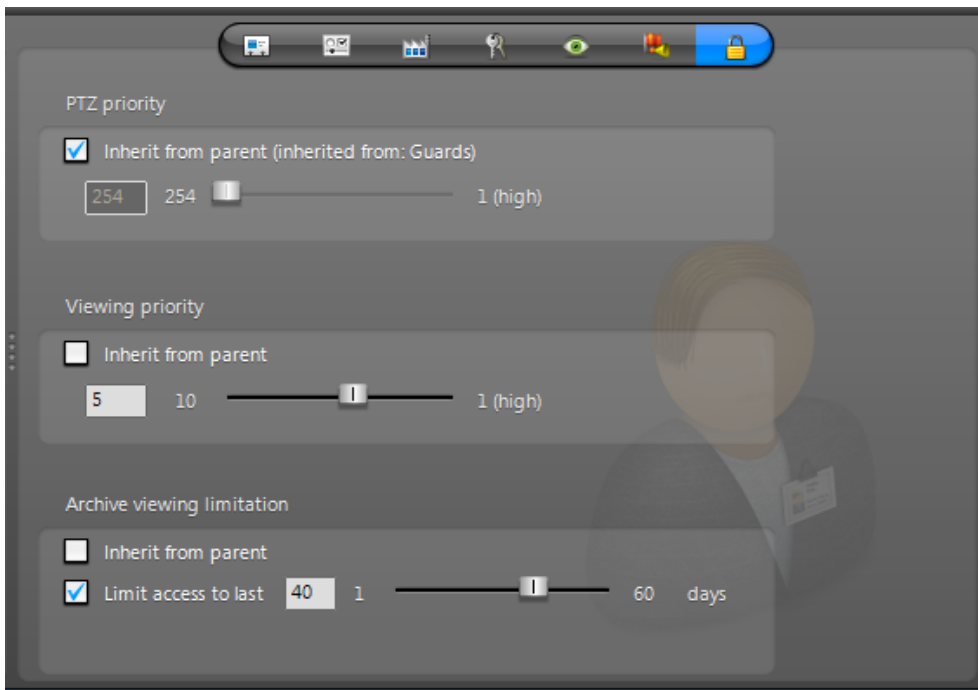 PTZ priority
Inherit from parent (inherited from: Guards)
254 254 1 (high)
Viewing priority
Inherit from parent
5 10 1 (high)
Archive viewing limitation
Inherit from parent
Limit access to last 40 1 60 days